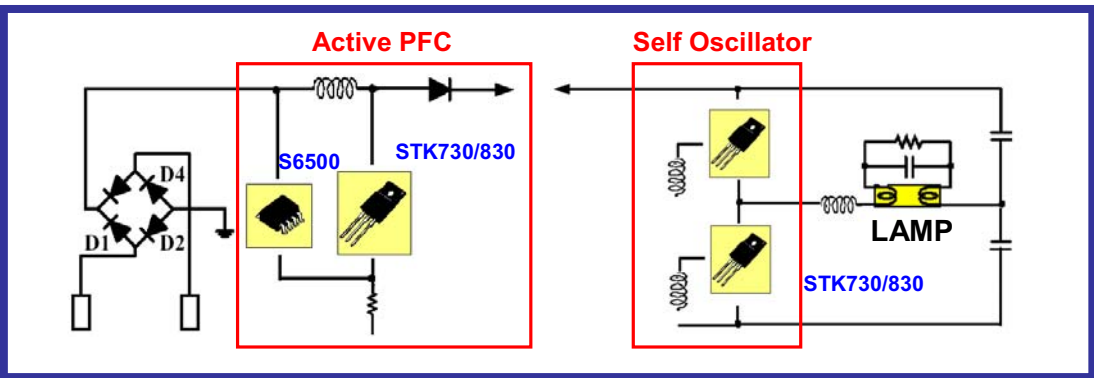 Active PFC
Self Oscillator
S6500
STK730/830
D4
D1
D2
LAMP
STK730/830